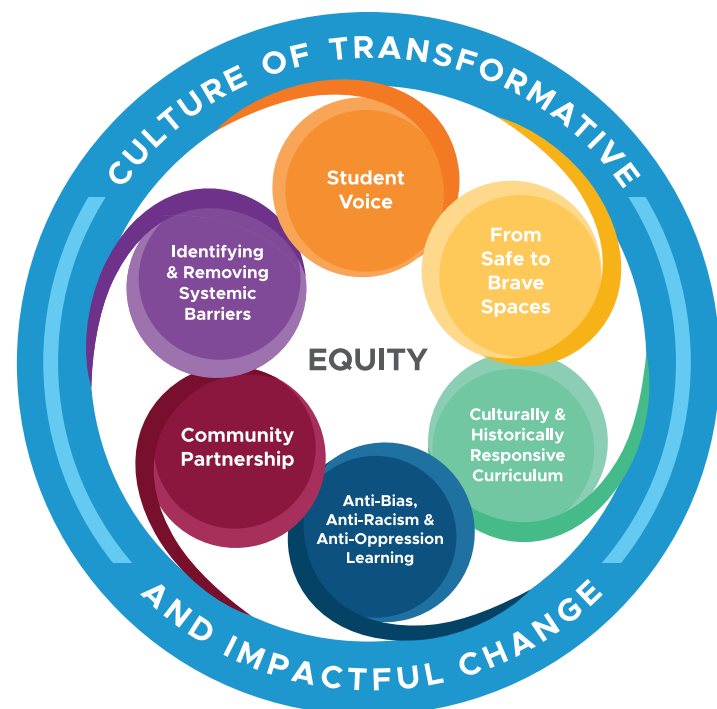 CULTURE OF TRANSFORMATIVE
Student
Voice
From
Safe to
Brave
Spaces
Identifying
& Removing
Systemic
Barriers
EQUITY
Culturally &
Historically
Responsive
Curriculum
Community
Partnership
Anti-Bias,
Anti-Racism &
Anti-Oppression
Learning
AND IMPACTFUL CHANGE